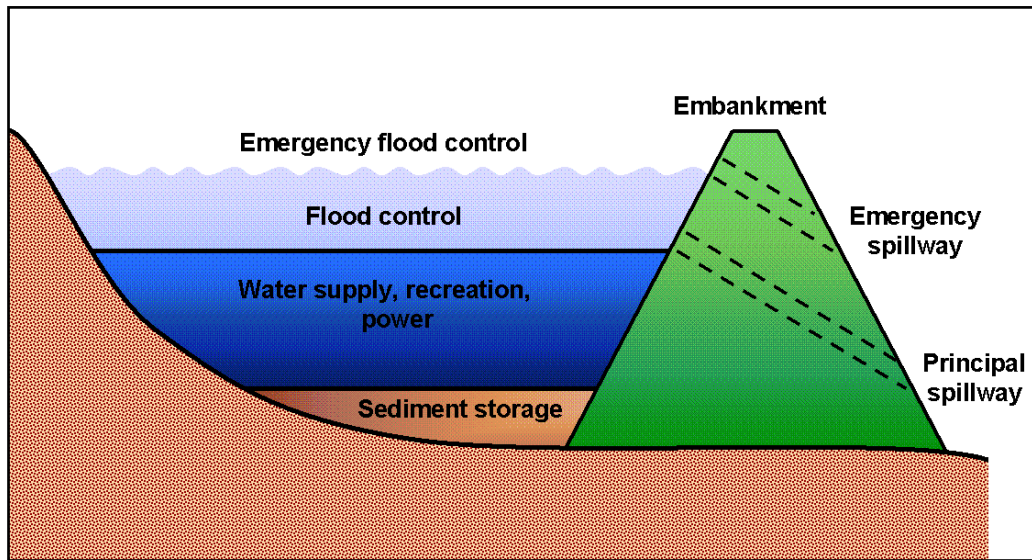 Embankment
Emergency flood control
Flood control
Emergency
spillway
Water supply, recreation,
power
Principal
spillway
Sediment storage